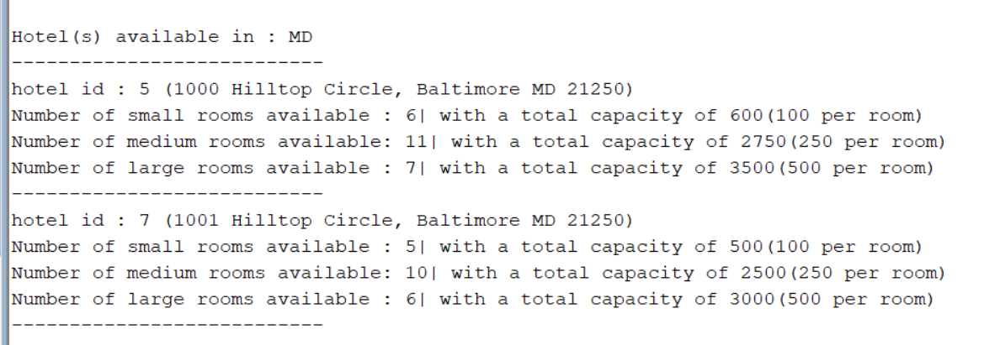 Hotel(s) available in : MD
---------------------------
hotel id : 5 (1000 Hilltop Circle, Baltimore MD 21250)
Number of small rooms available : 6| with a total capacity of 600(100 per room)
Number of medium rooms available: 11| with a total capacity of 2750(250 per room)
Number of large rooms available : 7| with a total capacity of 3500(500 per room)
---------------------------
hotel id : 7 (1001 Hilltop Circle, Baltimore MD 21250)
Number of small rooms available : 5| with a total capacity of 500(100 per room)
Number of medium rooms available: 10| with a total capacity of 2500(250 per room)
Number of large rooms available : 6| with a total capacity of 3000(500 per room)
---------------------------